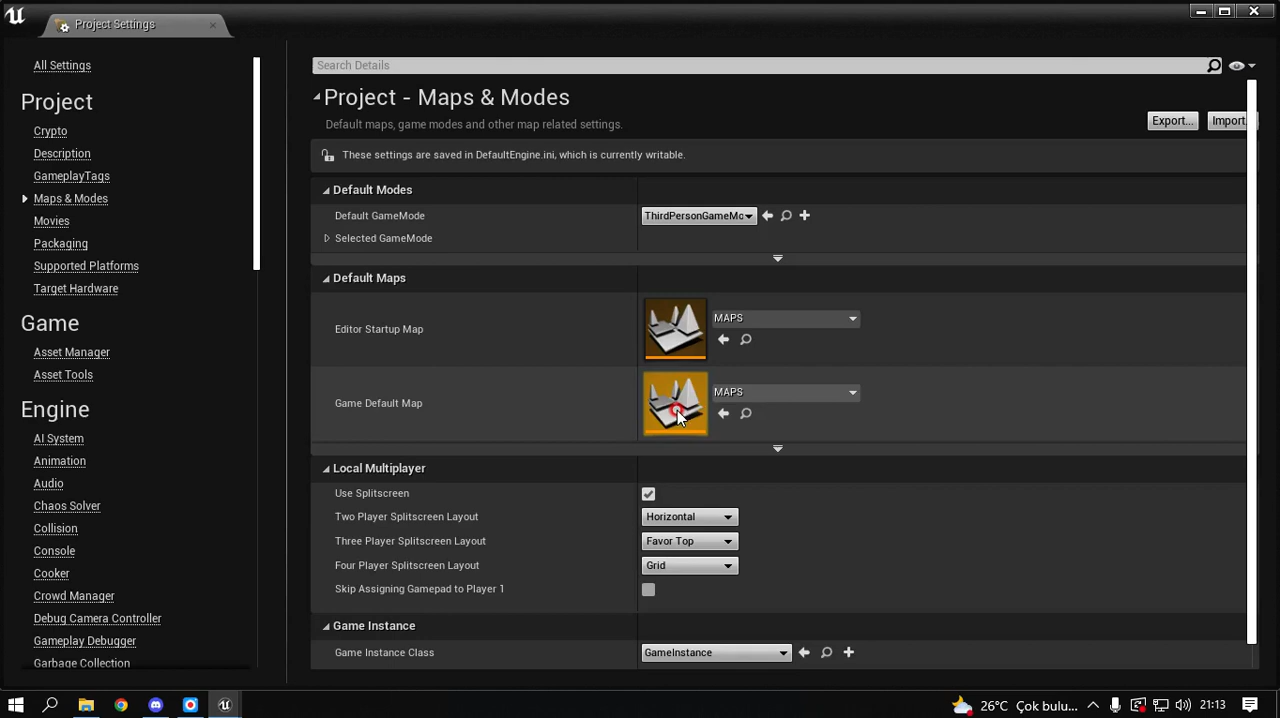 Project Settings
All Settings
Project
Crypto
Description
GameplayTags
Maps & Modes
Movies
Packaging
Supported Platforms
Target Hardware
Game
Asset Manager
Asset Tools
Engine
AI System
Animation
Audio
Chaos Solver
Collision
Console
Cooker
Crowd Manager
Debug Camera Controller
Gameplay Debugger
Garbage Collection
Search Details
Project - Maps & Modes
Default maps, game modes and other map related settings.
Export...
Import...
These settings are saved in DefaultEngine.ini, which is currently writable.
Default Modes
Default GameMode
ThirdPersonGameMo
Selected GameMode
Default Maps
Editor Startup Map
MAPS
Game Default Map
MAPS
Local Multiplayer
Use Splitscreen
Two Player Splitscreen Layout
Horizontal
Three Player Splitscreen Layout
Favor Top
Four Player Splitscreen Layout
Grid
Skip Assigning Gamepad to Player 1
Game Instance
Game Instance Class
GameInstance
26°C Çok bulu...
21:13